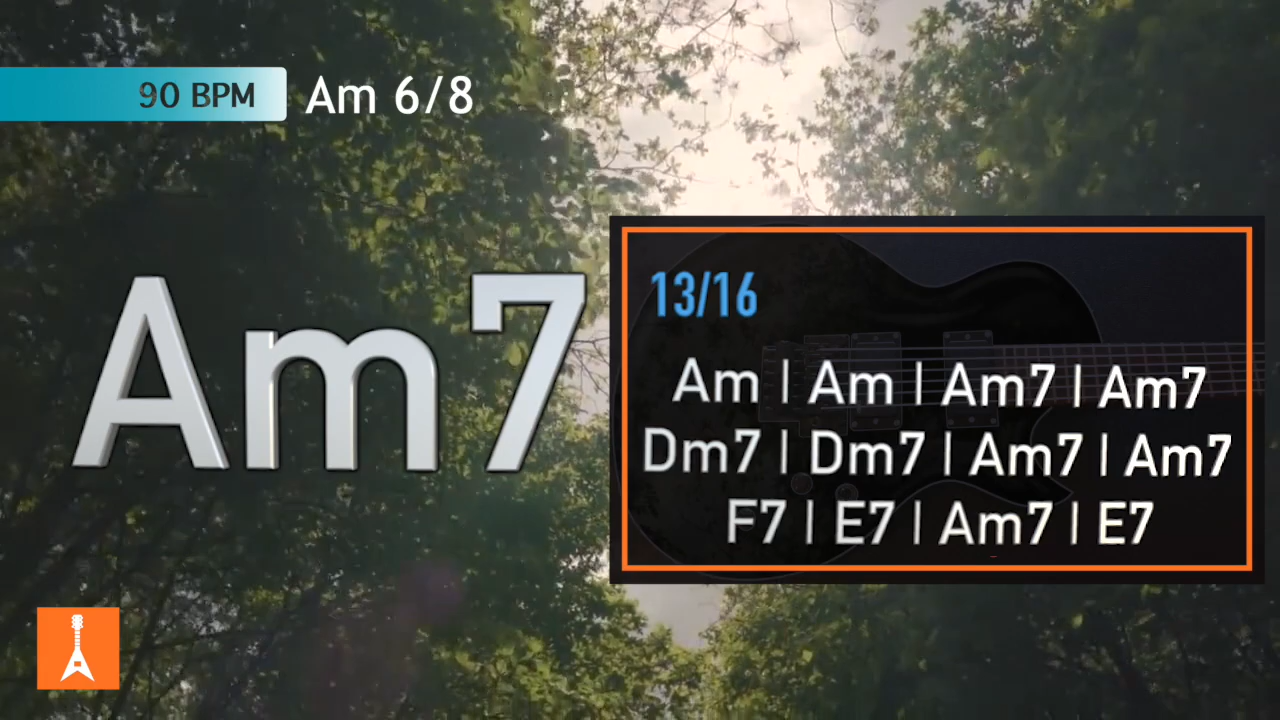 90 BPM Am 6/8
Am7
13/16
Am | Am | Am7 | Am7
Dm7 | Dm7 | Am7 | Am7
F7 | E7 | Am7 | E7